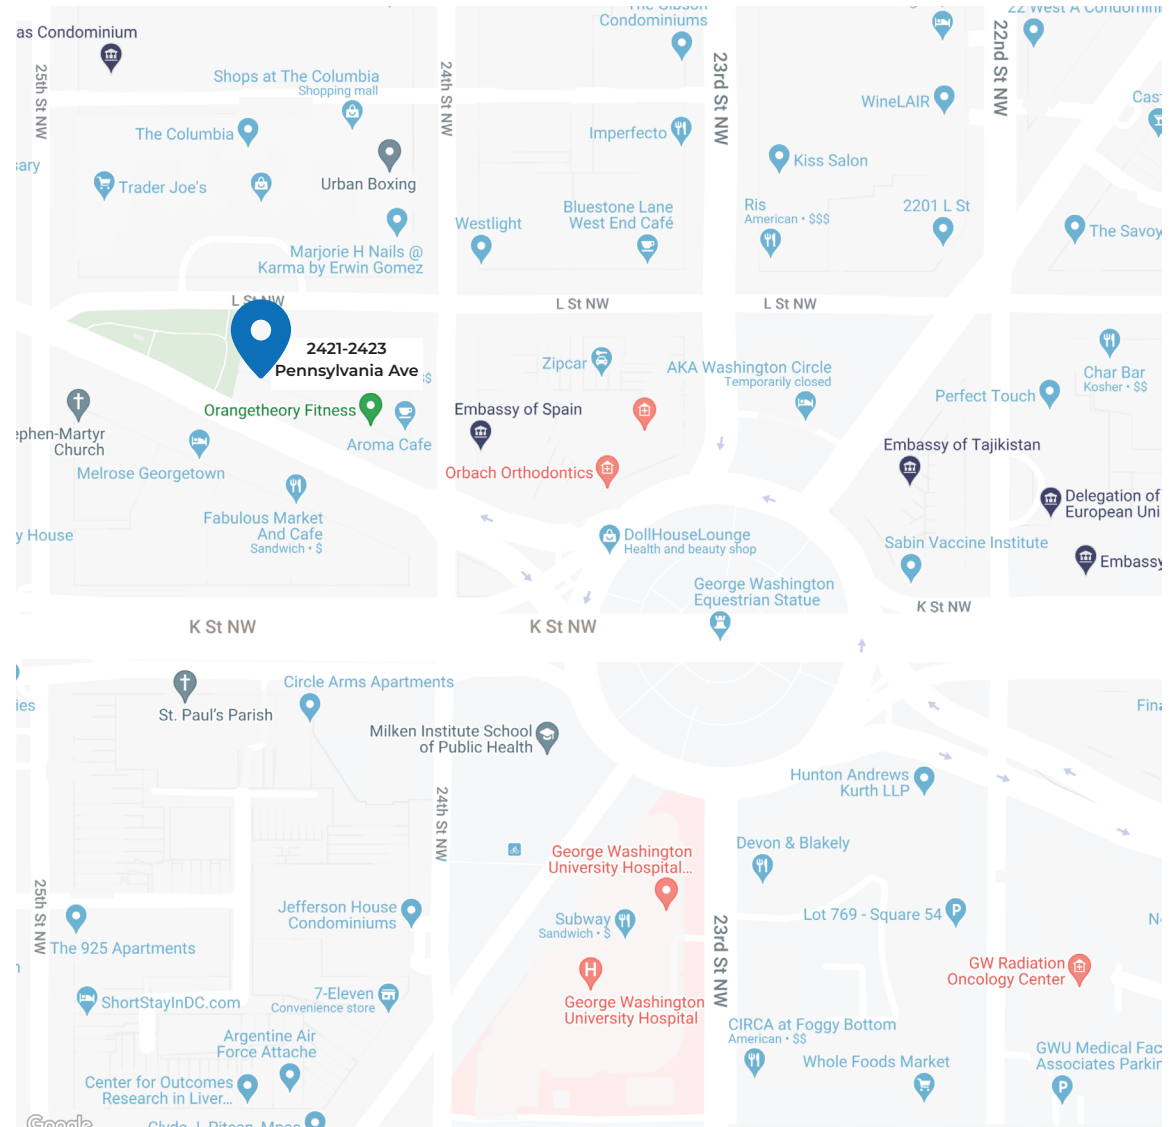 as Condominium
The Gibson
Condominiums
22 West A Condomini
25th St NW
24th St NW
23rd St NW
22nd St NW
Shops at The Columbia
Shopping mall
WineLAIR
Cas
The Columbia
Imperfecto
Kiss Salon
sary
Trader Joe's
Urban Boxing
Bluestone Lane
West End Café
Ris
American • $$$
2201 L St
Westlight
The Savoy
Marjorie H Nails @
Karma by Erwin Gomez
L St NW
L St NW
L St NW
2421-2423
Pennsylvania Ave
$$
Zipcar
AKA Washington Circle
Temporarily closed
Char Bar
Kosher • $$
Perfect Touch
Orangetheory Fitness
Embassy of Spain
ephen-Martyr
Church
Aroma Cafe
Embassy of Tajikistan
Melrose Georgetown
Orbach Orthodontics
Delegation of
European Uni
Fabulous Market
And Cafe
Sandwich • $
y House
DollHouseLounge
Health and beauty shop
Sabin Vaccine Institute
Embassy
George Washington
Equestrian Statue
K St NW
K St NW
K St NW
Circle Arms Apartments
ies
St. Paul's Parish
Fina
Milken Institute School
of Public Health
Hunton Andrews
Kurth LLP
24th St NW
Devon & Blakely
George Washington
University Hospital...
25th St NW
Jefferson House
Condominiums
Subway
Sandwich • $
23rd St NW
Lot 769 - Square 54
N
The 925 Apartments
GW Radiation
Oncology Center
ShortStayInDC.com
7-Eleven
Convenience store
H
George Washington
University Hospital
Argentine Air
Force Attache
CIRCA at Foggy Bottom
American • $$
Whole Foods Market
GWU Medical Fac
Associates Parkin
Center for Outcomes
Research in Liver...
P
P
Google